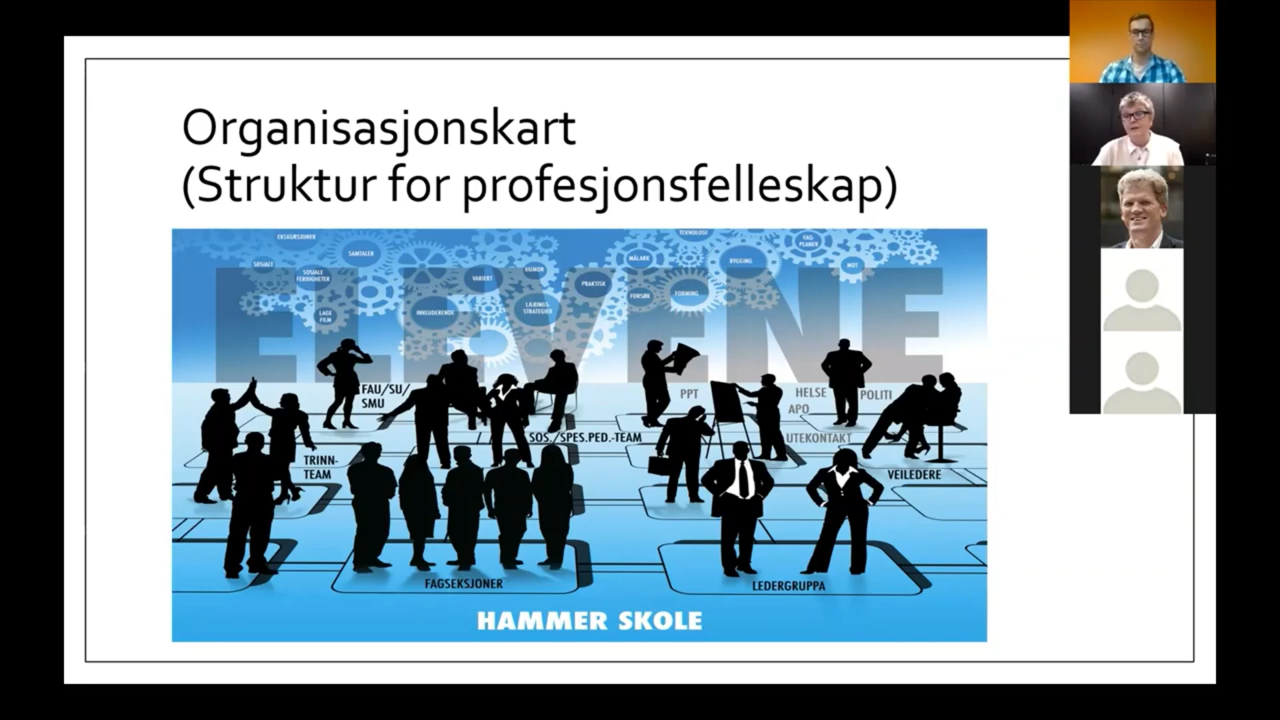 Organisasjonskart
(Struktur for profesjonsfelleskap)
EKSKURSJONER
SAMTALER
SOSIALT
SOSIALE
FERDIGHETER
LAGE
FILM
VARIERT
HUMOR
INKLUDERENDE
LÆRINGS-
STRATEGIER
PRAKTISK
TEKNOLOGI
MÅLARK
FORSØK
FORMING
BYGGING
FAG-
PLANER
MOT
ELEVENE
FAU/SU/
SMU
PPT
HELSE
APO
POLITI
UTEKONTAKT
SOS./SPES.PED.-TEAM
TRINN-
TEAM
VEILEDERE
FAGSEKSJONER
LEDERGRUPPA
HAMMER SKOLE